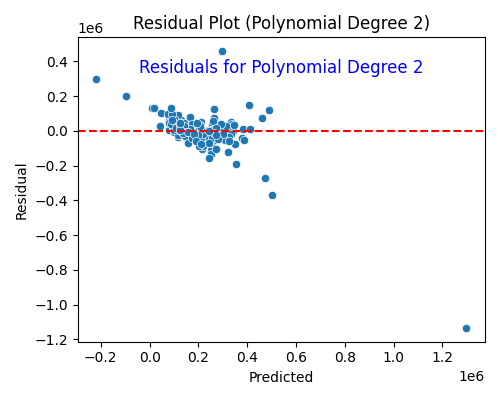 Residual Plot (Polynomial Degree 2)
1e6
Residuals for Polynomial Degree 2
0.4
0.2
0.0
−0.2
−0.4
−0.6
−0.8
−1.0
−1.2
Residual
−0.2 0.0 0.2 0.4 0.6 0.8 1.0 1.2
1e6
Predicted